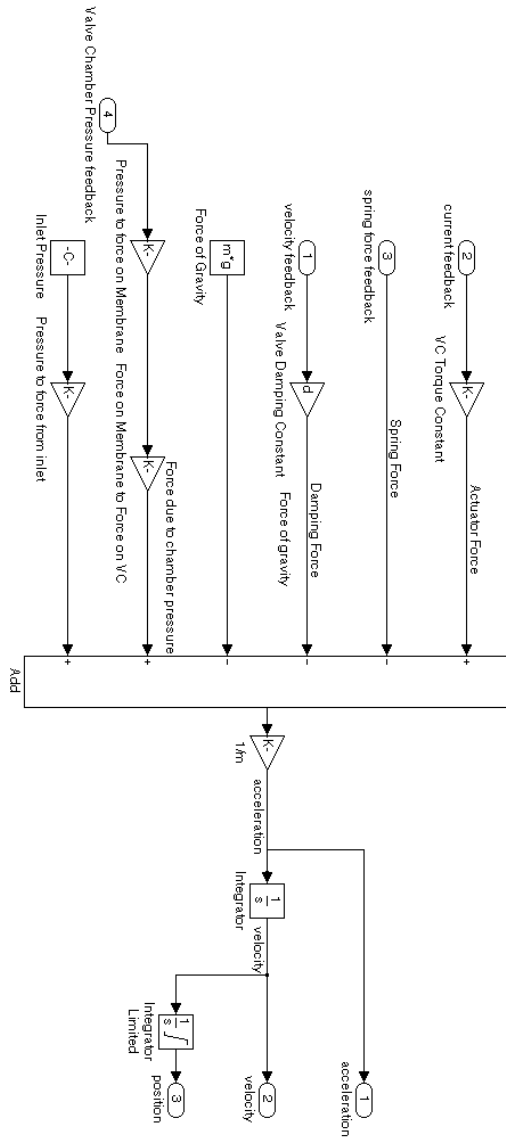 2
current feedback
K-
VC Torque Constant
Actuator Force
+
3
spring force feedback
Spring Force
-
1
velocity feedback
d
Valve Damping Constant
Damping Force
-
m*g
Force of Gravity
Force of gravity
-
4
Valve Chamber Pressure feedback
K-
Pressure to force on Membrane
K-
Force on Membrane to Force on VC
Force due to chamber pressure
+
-C-
Inlet Pressure
K-
Pressure to force from inlet
+
Add
K-
1/m
acceleration
1
acceleration
1
s
Integrator
velocity
2
velocity
1
s
Integrator
Limited
3
position